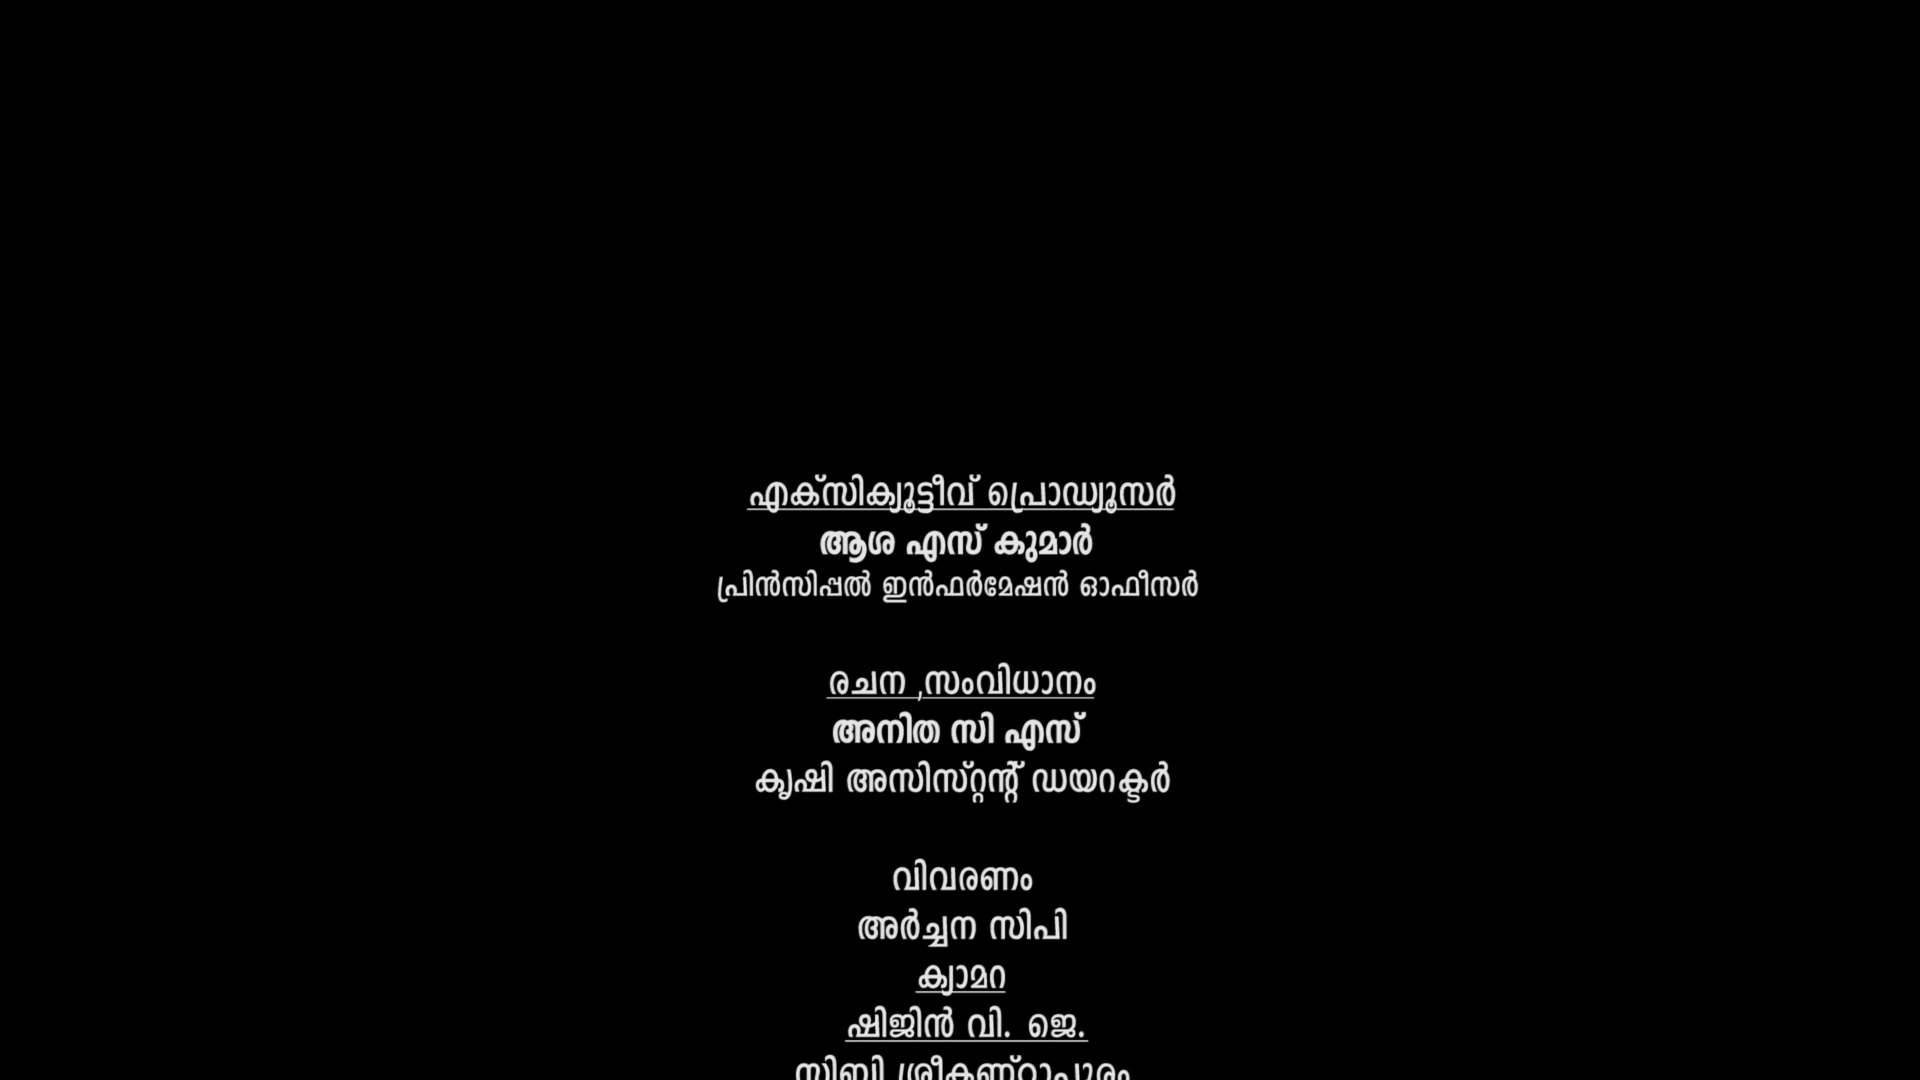 എക്സിക്യൂട്ടീവ് പ്രൊഡ്യൂസർ
ആശ എസ് കുമാർ
പ്രിൻസിപ്പൽ ഇൻഫർമേഷൻ ഓഫീസർ
രചന ,സംവിധാനം
അനിത സി എസ്
കൃഷി അസിസ്റ്റന്റ് ഡയറക്ടർ
വിവരണം
അർച്ചന സിപി
ക്യാമറ
ഷിജിൻ വി. ജെ.
സിബി